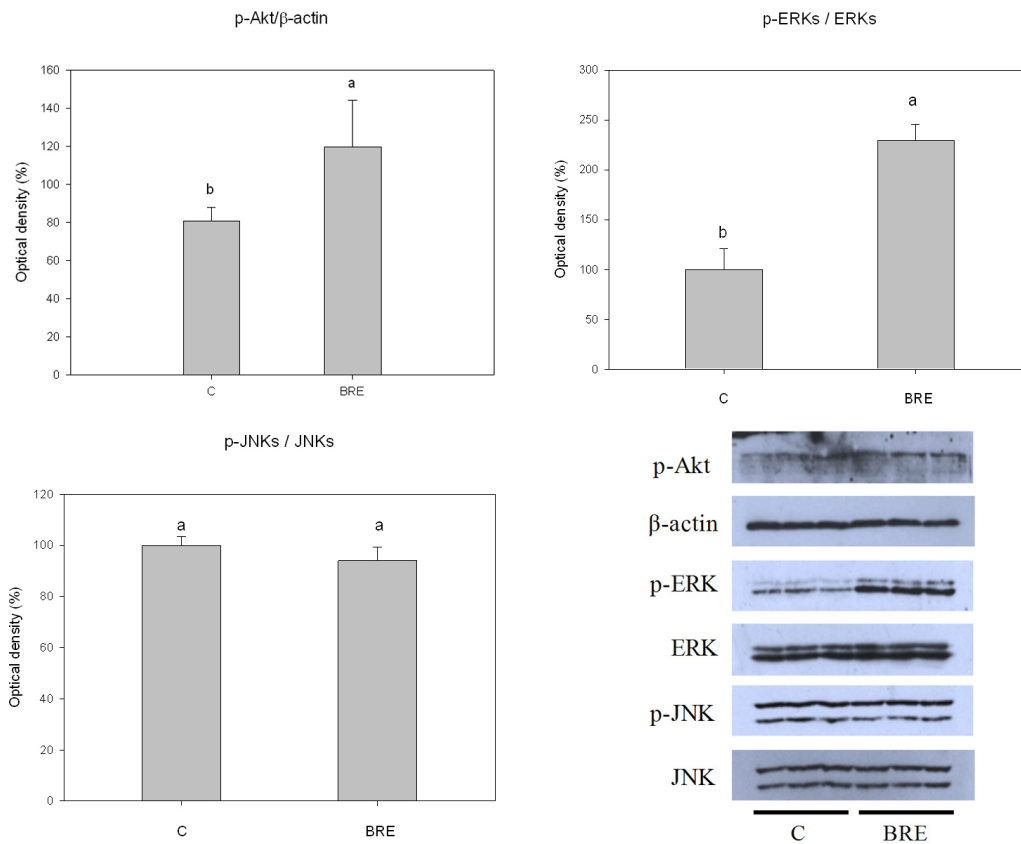 p-Akt/β-actin
160
140
120
100
80
60
40
20
0
Optical density (%)
b
a
C
BRE
p-ERKs / ERKs
300
250
200
150
100
50
0
Optical density (%)
b
a
C
BRE
p-JNKs / JNKs
120
100
80
60
40
20
0
Optical density (%)
a
a
C
BRE
p-Akt
β-actin
p-ERK
ERK
p-JNK
JNK
C
BRE